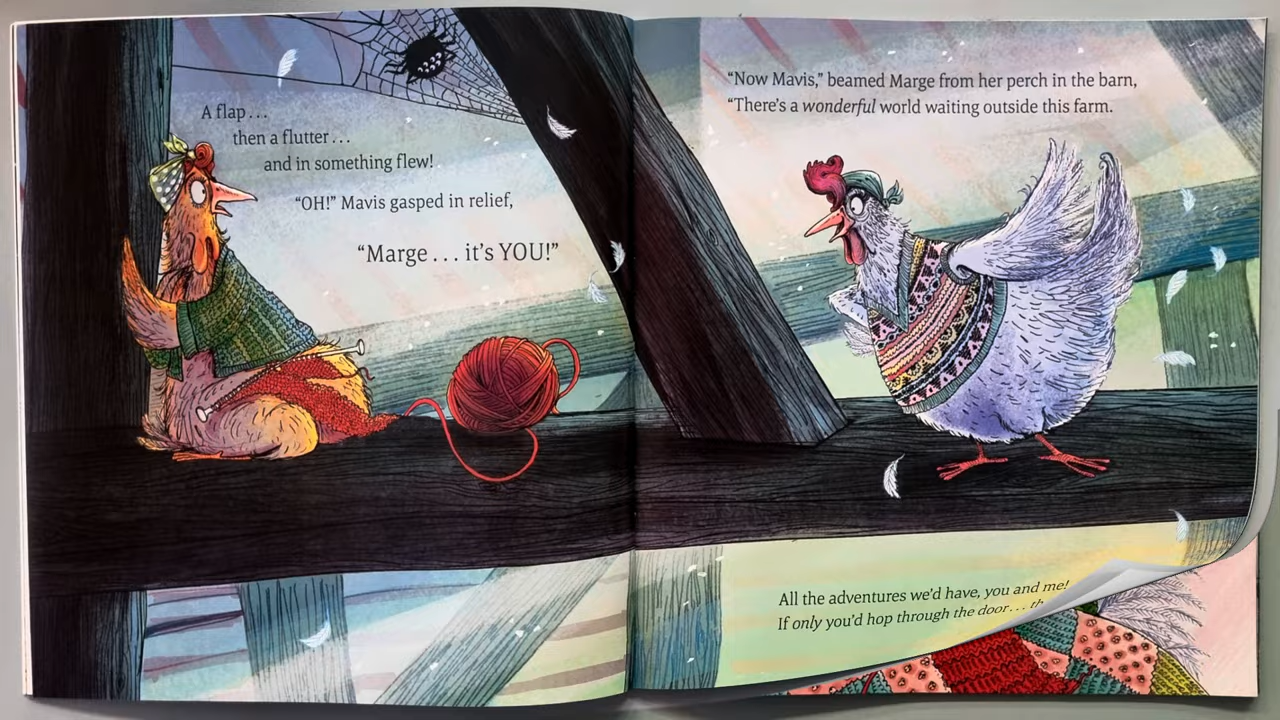 A flap . . .
then a flutter . . .
and in something flew!
“OH!” Mavis gasped in relief,
“Marge . . . it’s YOU!”
“Now Mavis,” beamed Marge from her perch in the barn,
“There’s a wonderful world waiting outside this farm.
All the adventures we’d have, you and me!
If only you’d hop through the door . . .